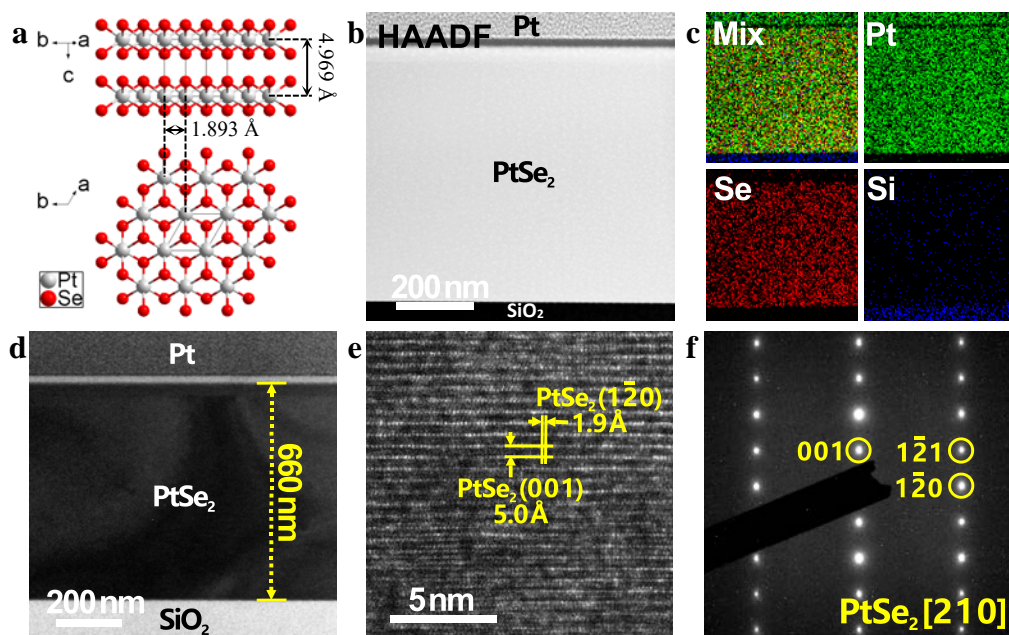 a
b
a
c
4.969 Å
1.893 Å
a
b
Pt
Se
b
HAADF
Pt
PtSe₂
200 nm
SiO₂
c
Mix
Pt
Se
Si
d
Pt
660 nm
PtSe₂
200 nm
SiO₂
e
PtSe₂(12̄0)
1.9 Å
PtSe₂(001)
5.0 Å
5 nm
f
001
12̄1
12̄0
PtSe₂ [210]